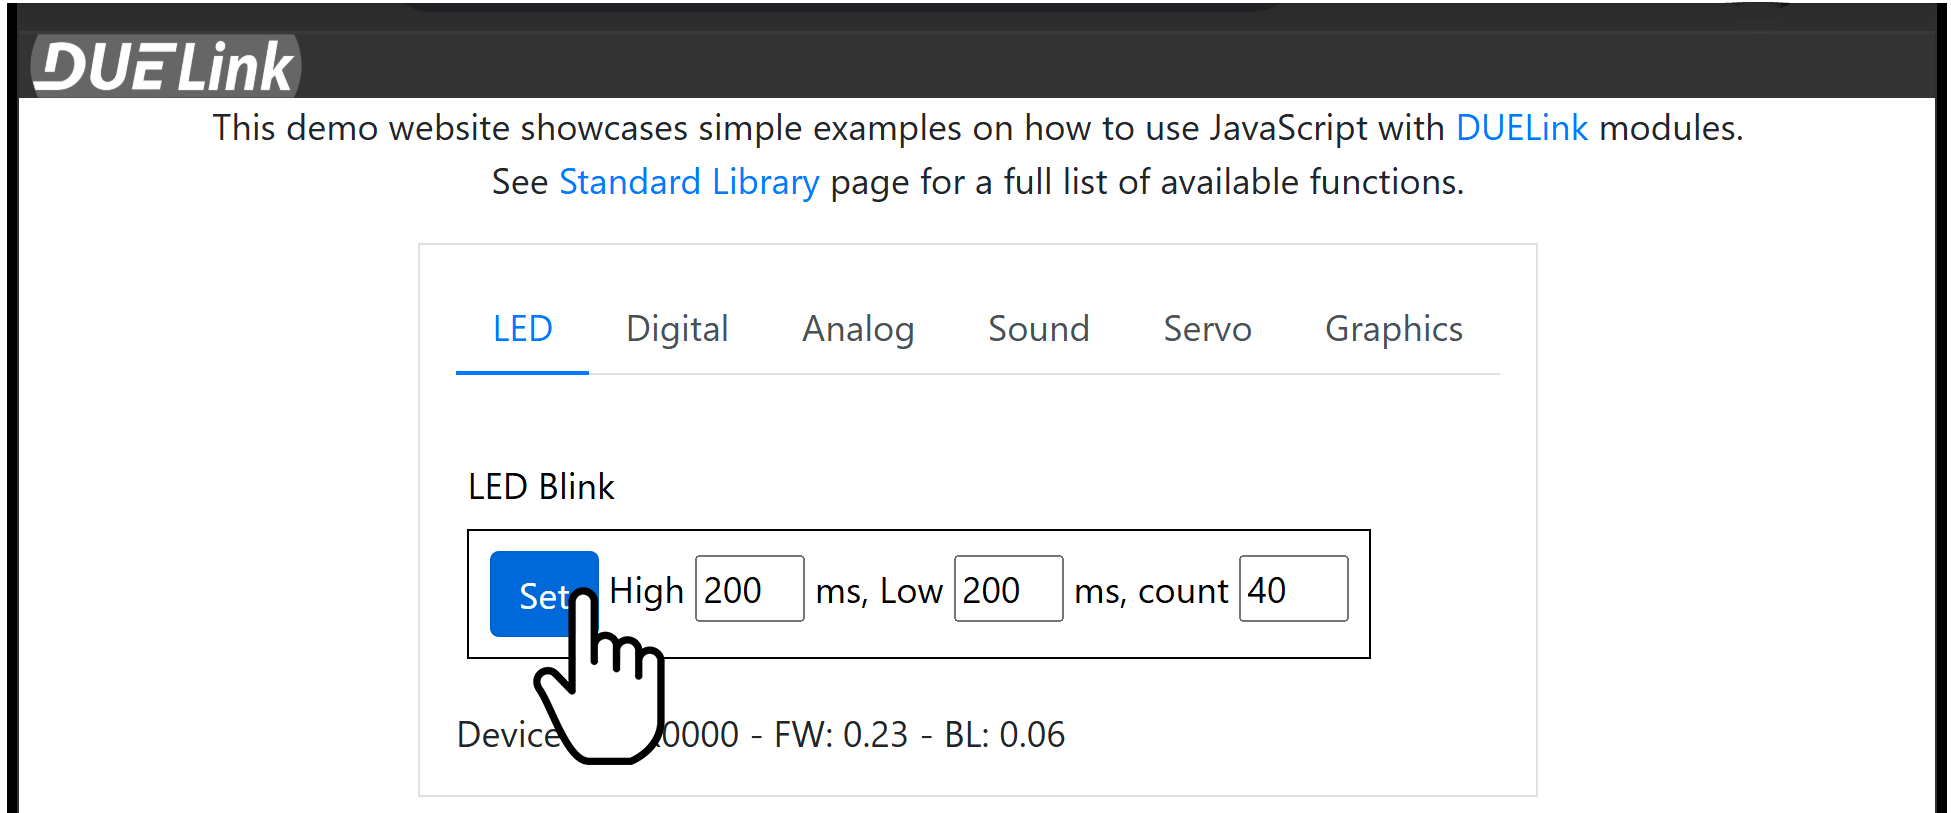 DUELink
This demo website showcases simple examples on how to use JavaScript with DUELink modules.
See Standard Library page for a full list of available functions.
LED Digital Analog Sound Servo Graphics
LED Blink
Set High 200 ms, Low 200 ms, count 40
Device 0000 - FW: 0.23 - BL: 0.06